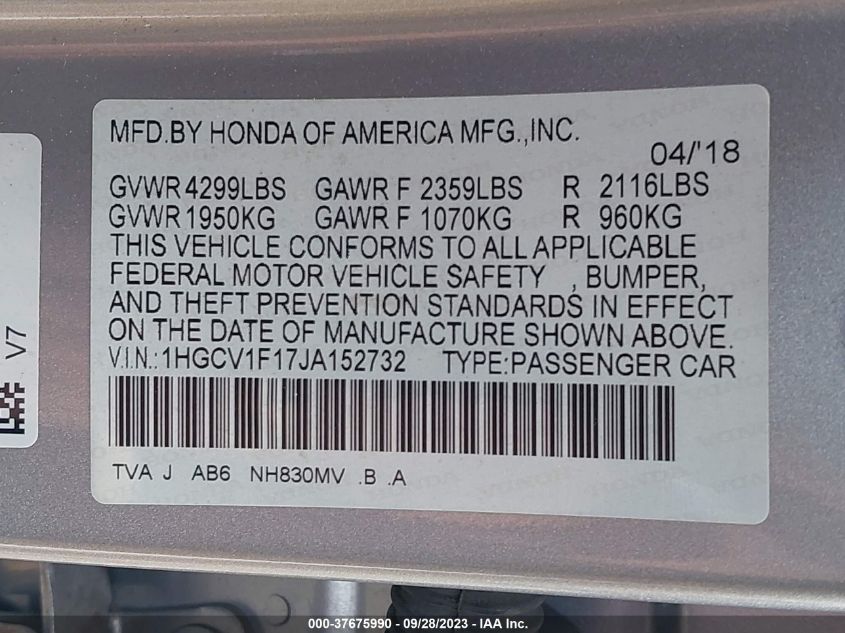 MFD.BY HONDA OF AMERICA MFG.,INC.
04/'18
GVWR 4299LBS GAWR F 2359LBS R 2116LBS
GVWR 1950KG GAWR F 1070KG R 960KG
THIS VEHICLE CONFORMS TO ALL APPLICABLE
FEDERAL MOTOR VEHICLE SAFETY , BUMPER,
AND THEFT PREVENTION STANDARDS IN EFFECT
ON THE DATE OF MANUFACTURE SHOWN ABOVE.
V.I.N.: 1HGCV1F17JA152732 TYPE:PASSENGER CAR
TVA J AB6 NH830MV .B .A
V7
000-37675990 - 09/28/2023 - IAA Inc.